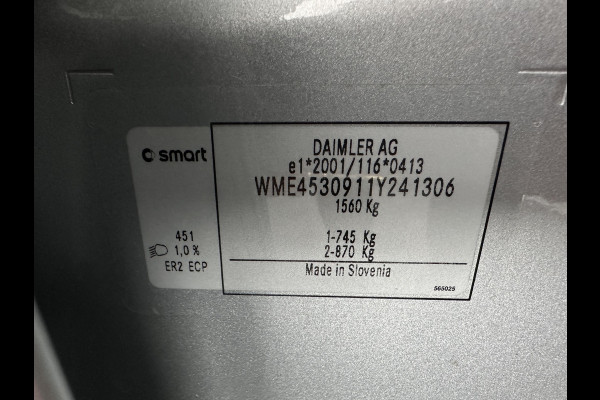 smart
DAIMLER AG
e1*2001/116*0413
WME4530911Y241306
1560 Kg
1-745 Kg
2-870 Kg
Made in Slovenia
565025
451
1,0 %
ER2 ECP